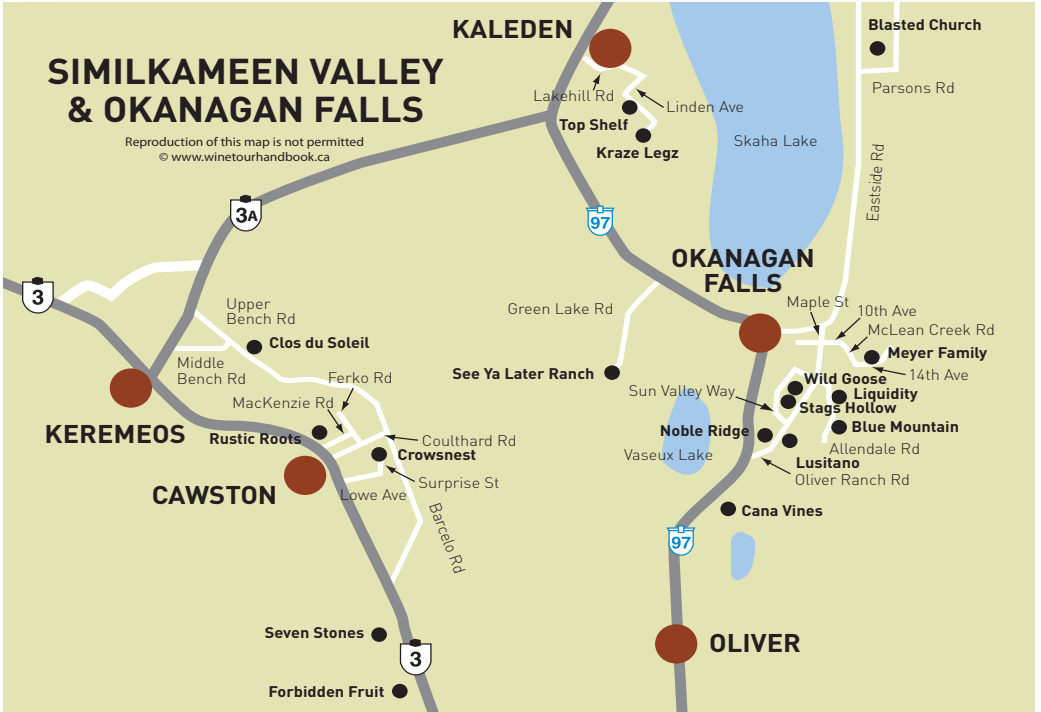 SIMILKAMEEN VALLEY
& OKANAGAN FALLS
Reproduction of this map is not permitted
© www.winetourhandbook.ca
KALEDEN
Lakehill Rd
Linden Ave
Top Shelf
Kraze Legz
Skaha Lake
Blasted Church
Parsons Rd
Eastside Rd
3A
97
3
OKANAGAN
FALLS
Maple St
10th Ave
McLean Creek Rd
Meyer Family
14th Ave
Green Lake Rd
See Ya Later Ranch
Upper
Bench Rd
Clos du Soleil
Middle
Bench Rd
Ferko Rd
MacKenzie Rd
KEREMEOS
Rustic Roots
Coulthard Rd
Crowsnest
Surprise St
CAWSTON
Lowe Ave
Barcelo Rd
Sun Valley Way
Wild Goose
Liquidity
Stags Hollow
Noble Ridge
Blue Mountain
Vaseux Lake
Allendale Rd
Lusitano
Oliver Ranch Rd
Cana Vines
97
OLIVER
Seven Stones
3
Forbidden Fruit